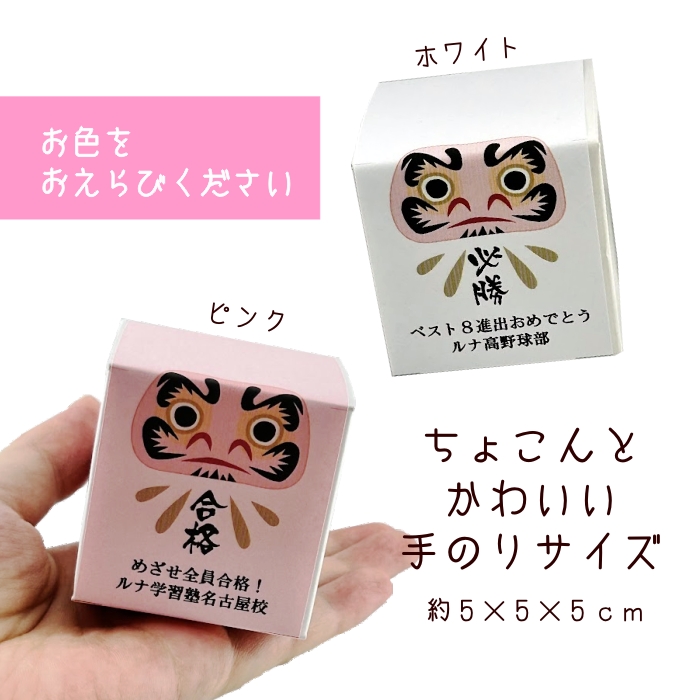 ホワイト
お色を
おえらびください
必勝
ベスト８進出おめでとう
ルナ高野球部
ピンク
合格
めざせ全員合格！
ルナ学習塾名古屋校
ちょこんと
かわいい
手のりサイズ
約５×５×５ｃｍ